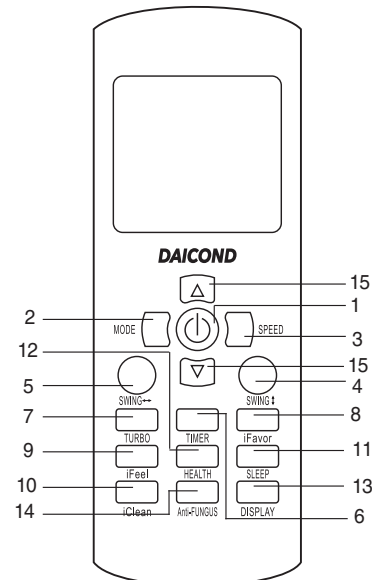 DAICOND
15
2
1
MODE
SPEED
12
3
15
5
4
SWING↔
SWING↕
7
8
TURBO
TIMER
iFavor
9
11
iFeel
HEALTH
SLEEP
10
13
14
iClean
Anti-FUNGUS
DISPLAY
6